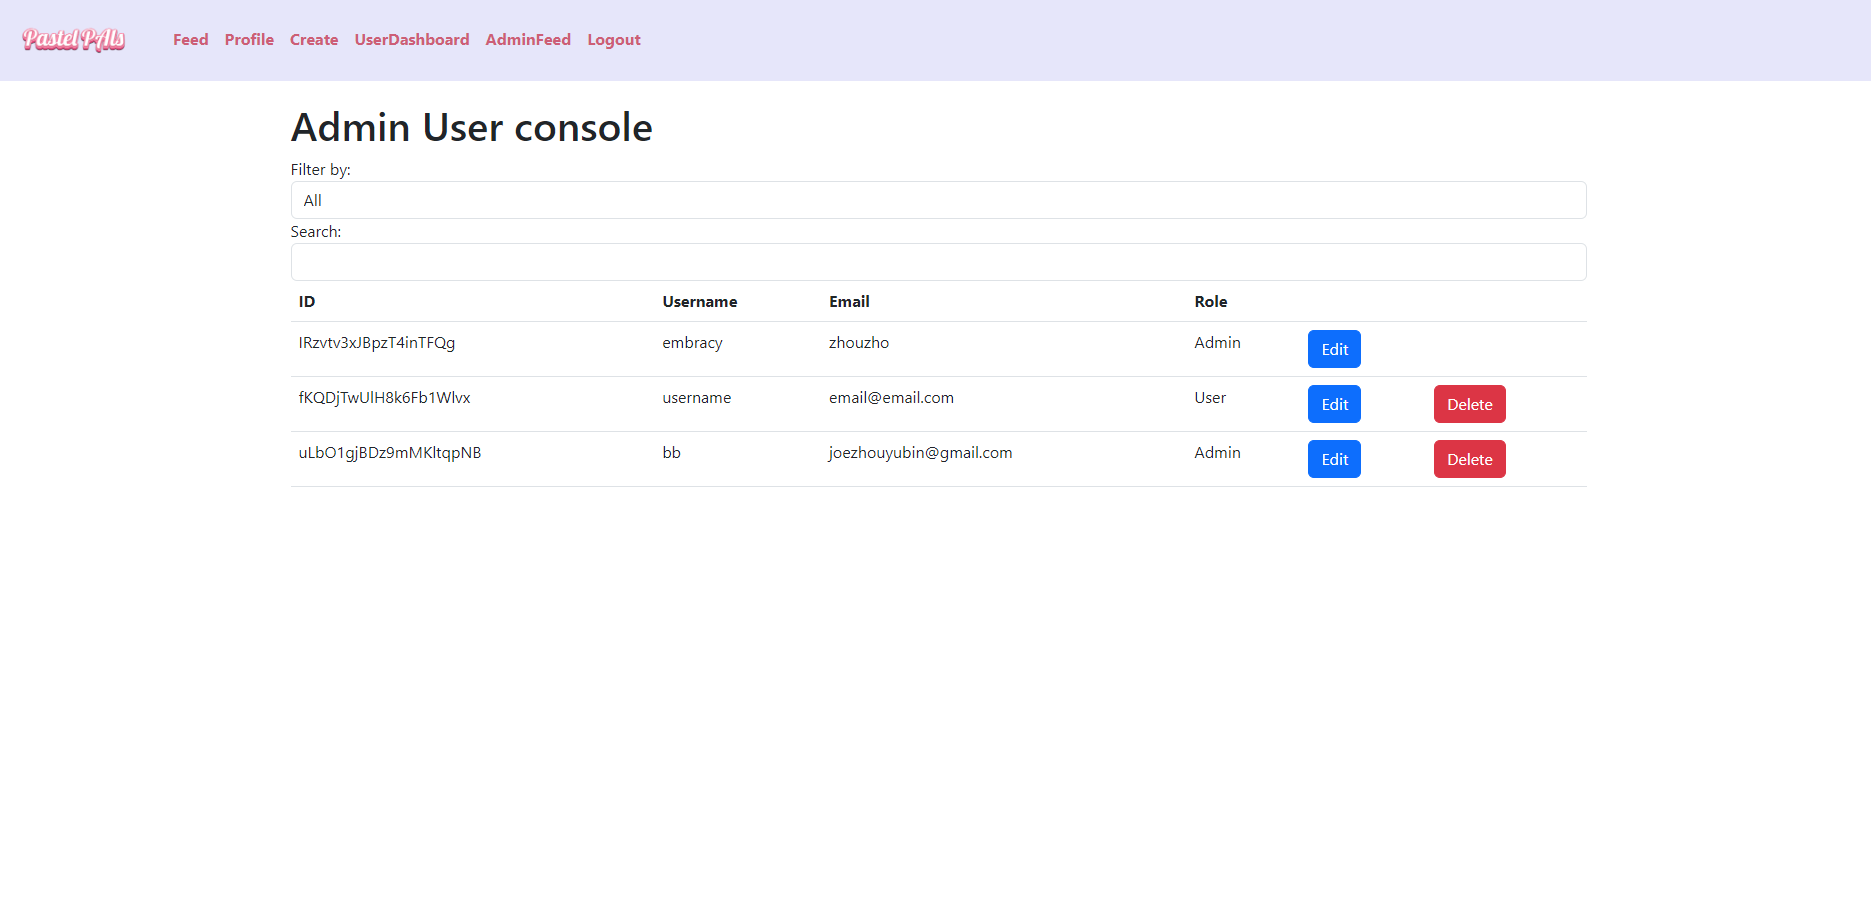 Pastel PAls Feed Profile Create UserDashboard AdminFeed Logout
Admin User console
Filter by:
All
Search:
ID Username Email Role
IRzvtv3xJBpzT4inTFQg embracy zhouzho Admin Edit
fKQDjTwUlH8k6Fb1Wlvx username email@email.com User Edit Delete
uLbO1gjBDz9mMKltqpNB bb joezhouyubin@gmail.com Admin Edit Delete